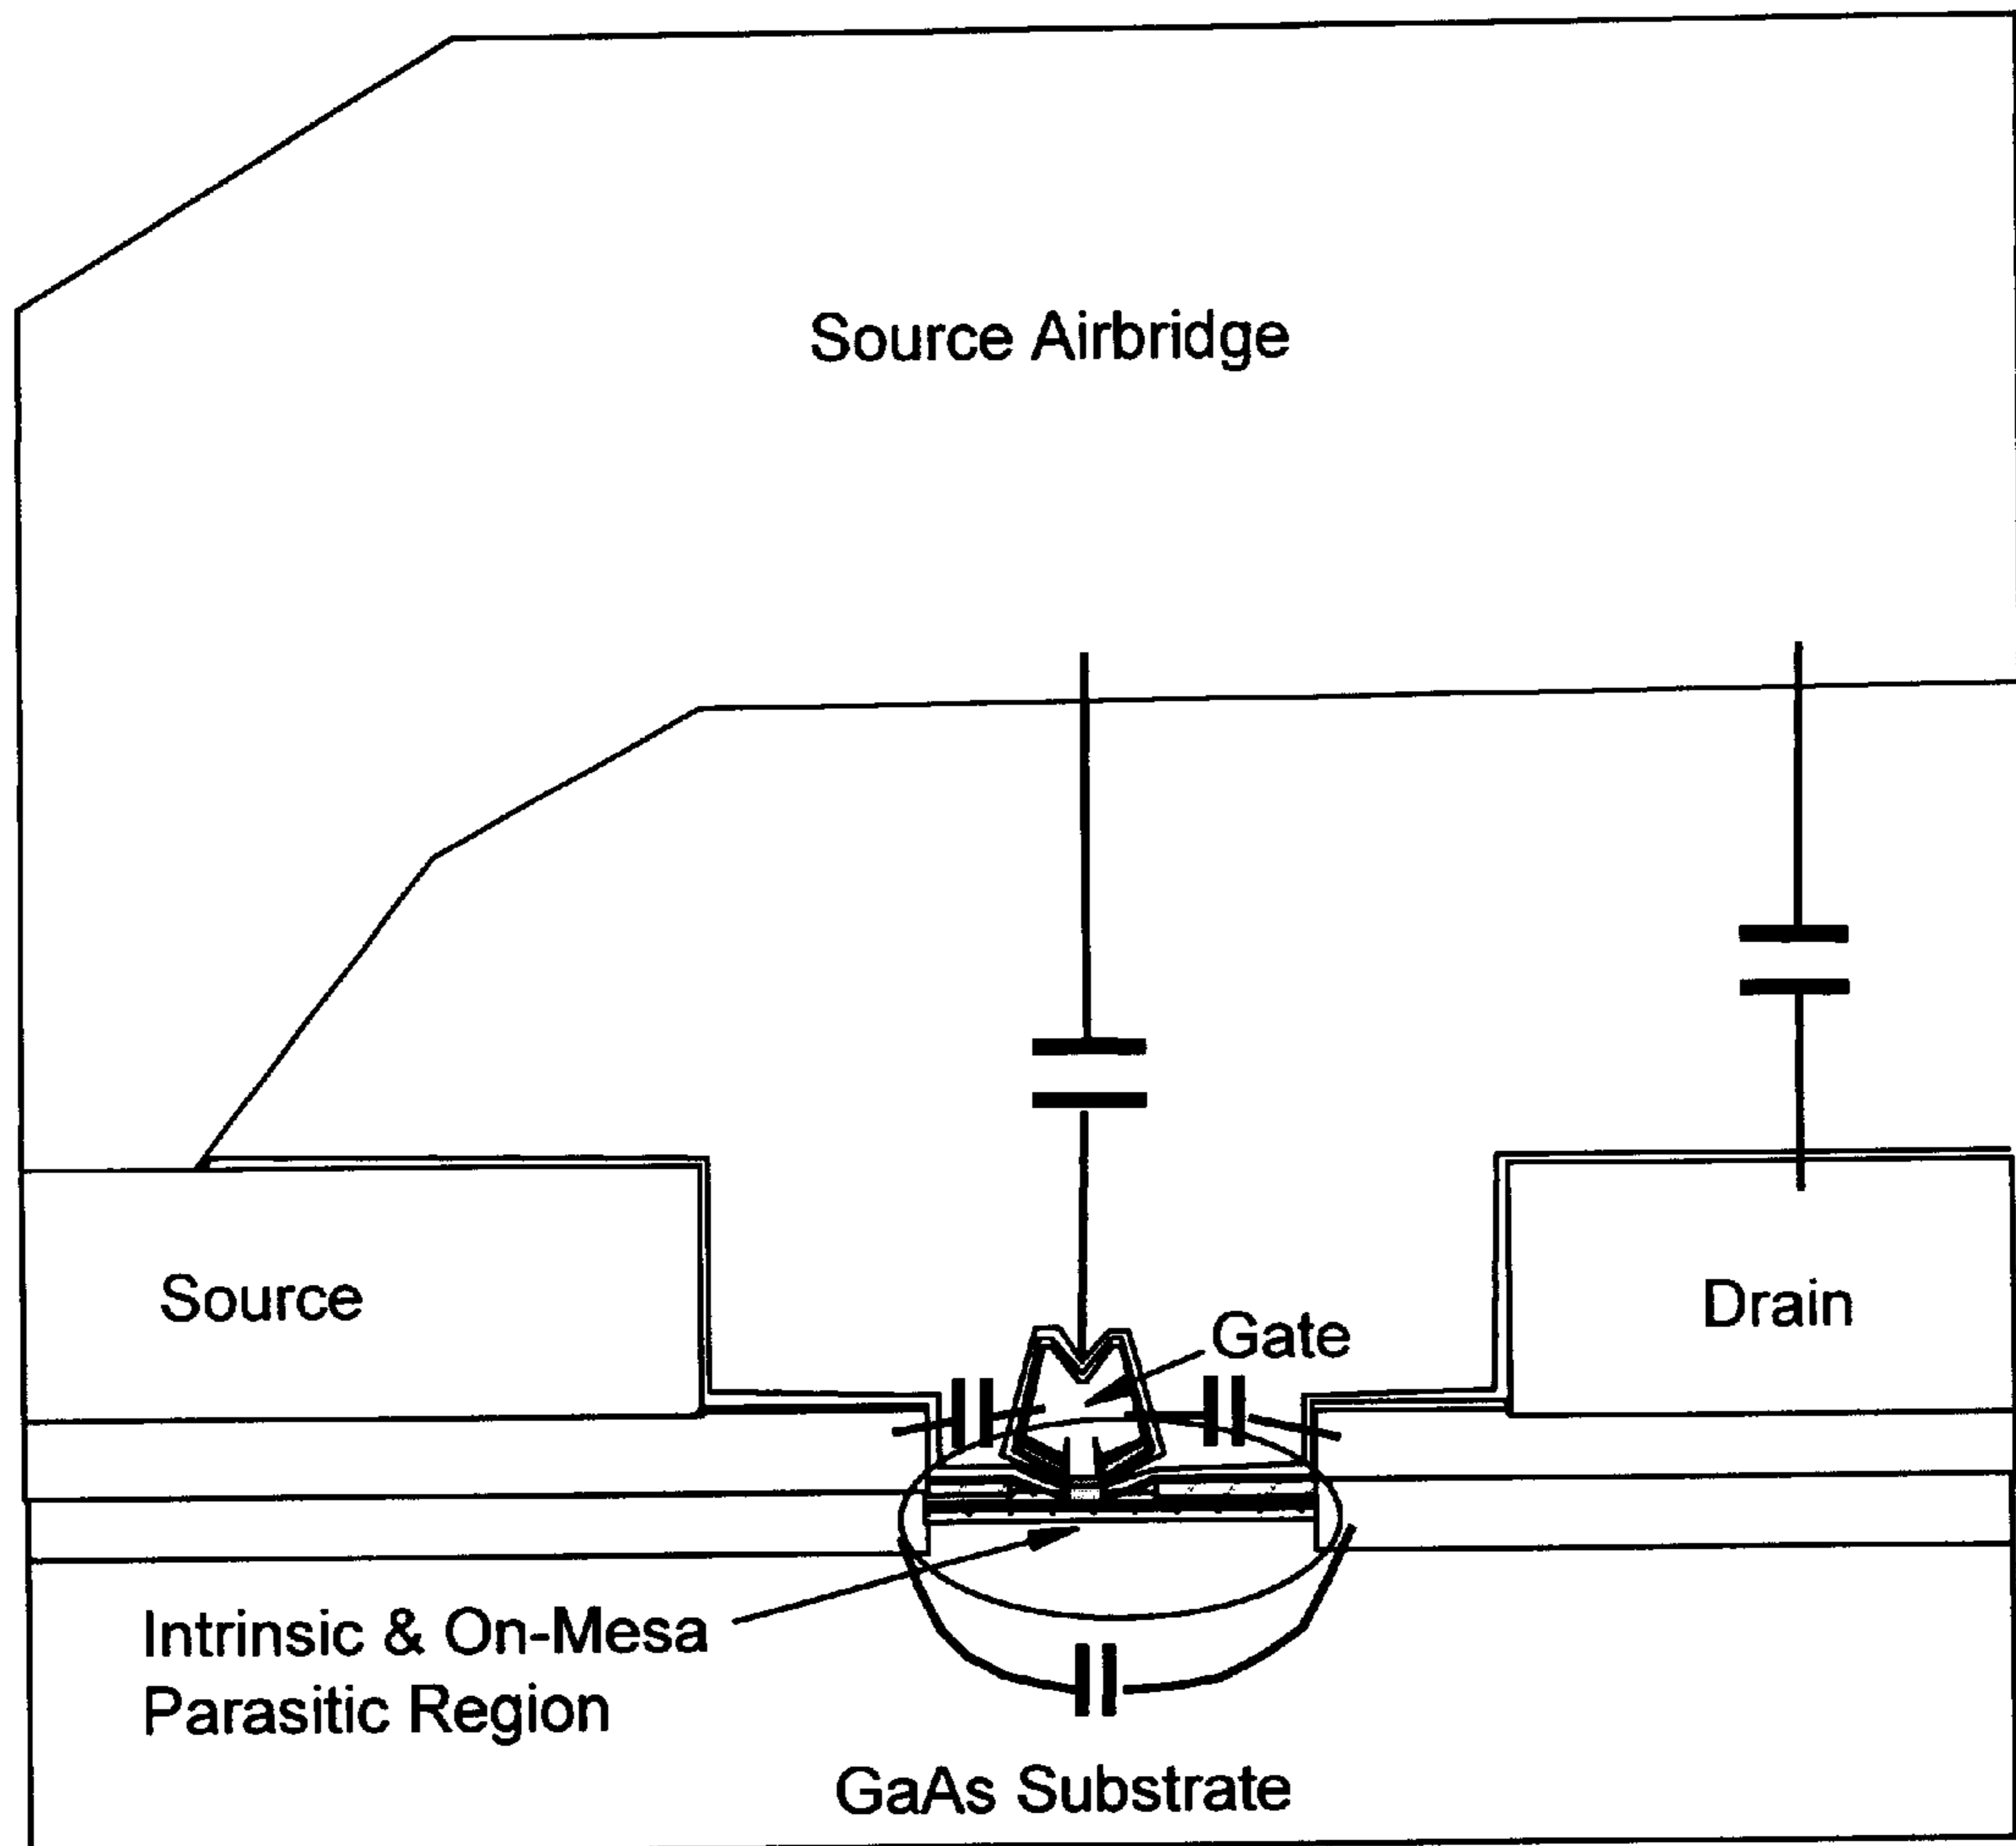 Source Airbridge
Source
Drain
Gate
Intrinsic & On-Mesa
Parasitic Region
GaAs Substrate